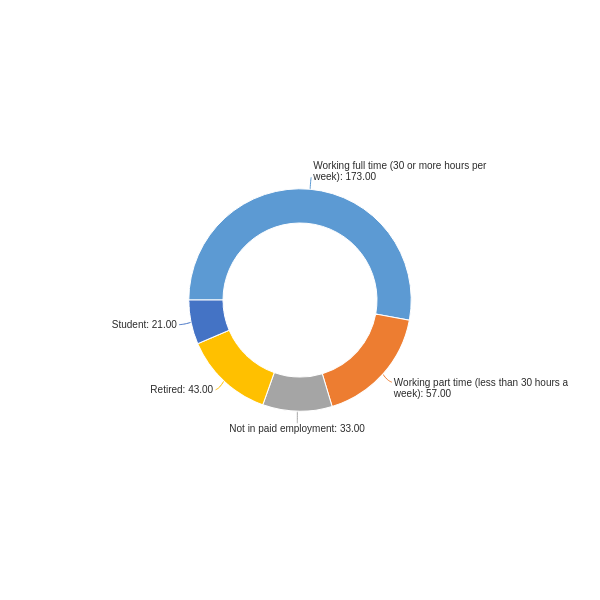 Working full time (30 or more hours per
week): 173.00
Student: 21.00
Working part time (less than 30 hours a
week): 57.00
Retired: 43.00
Not in paid employment: 33.00